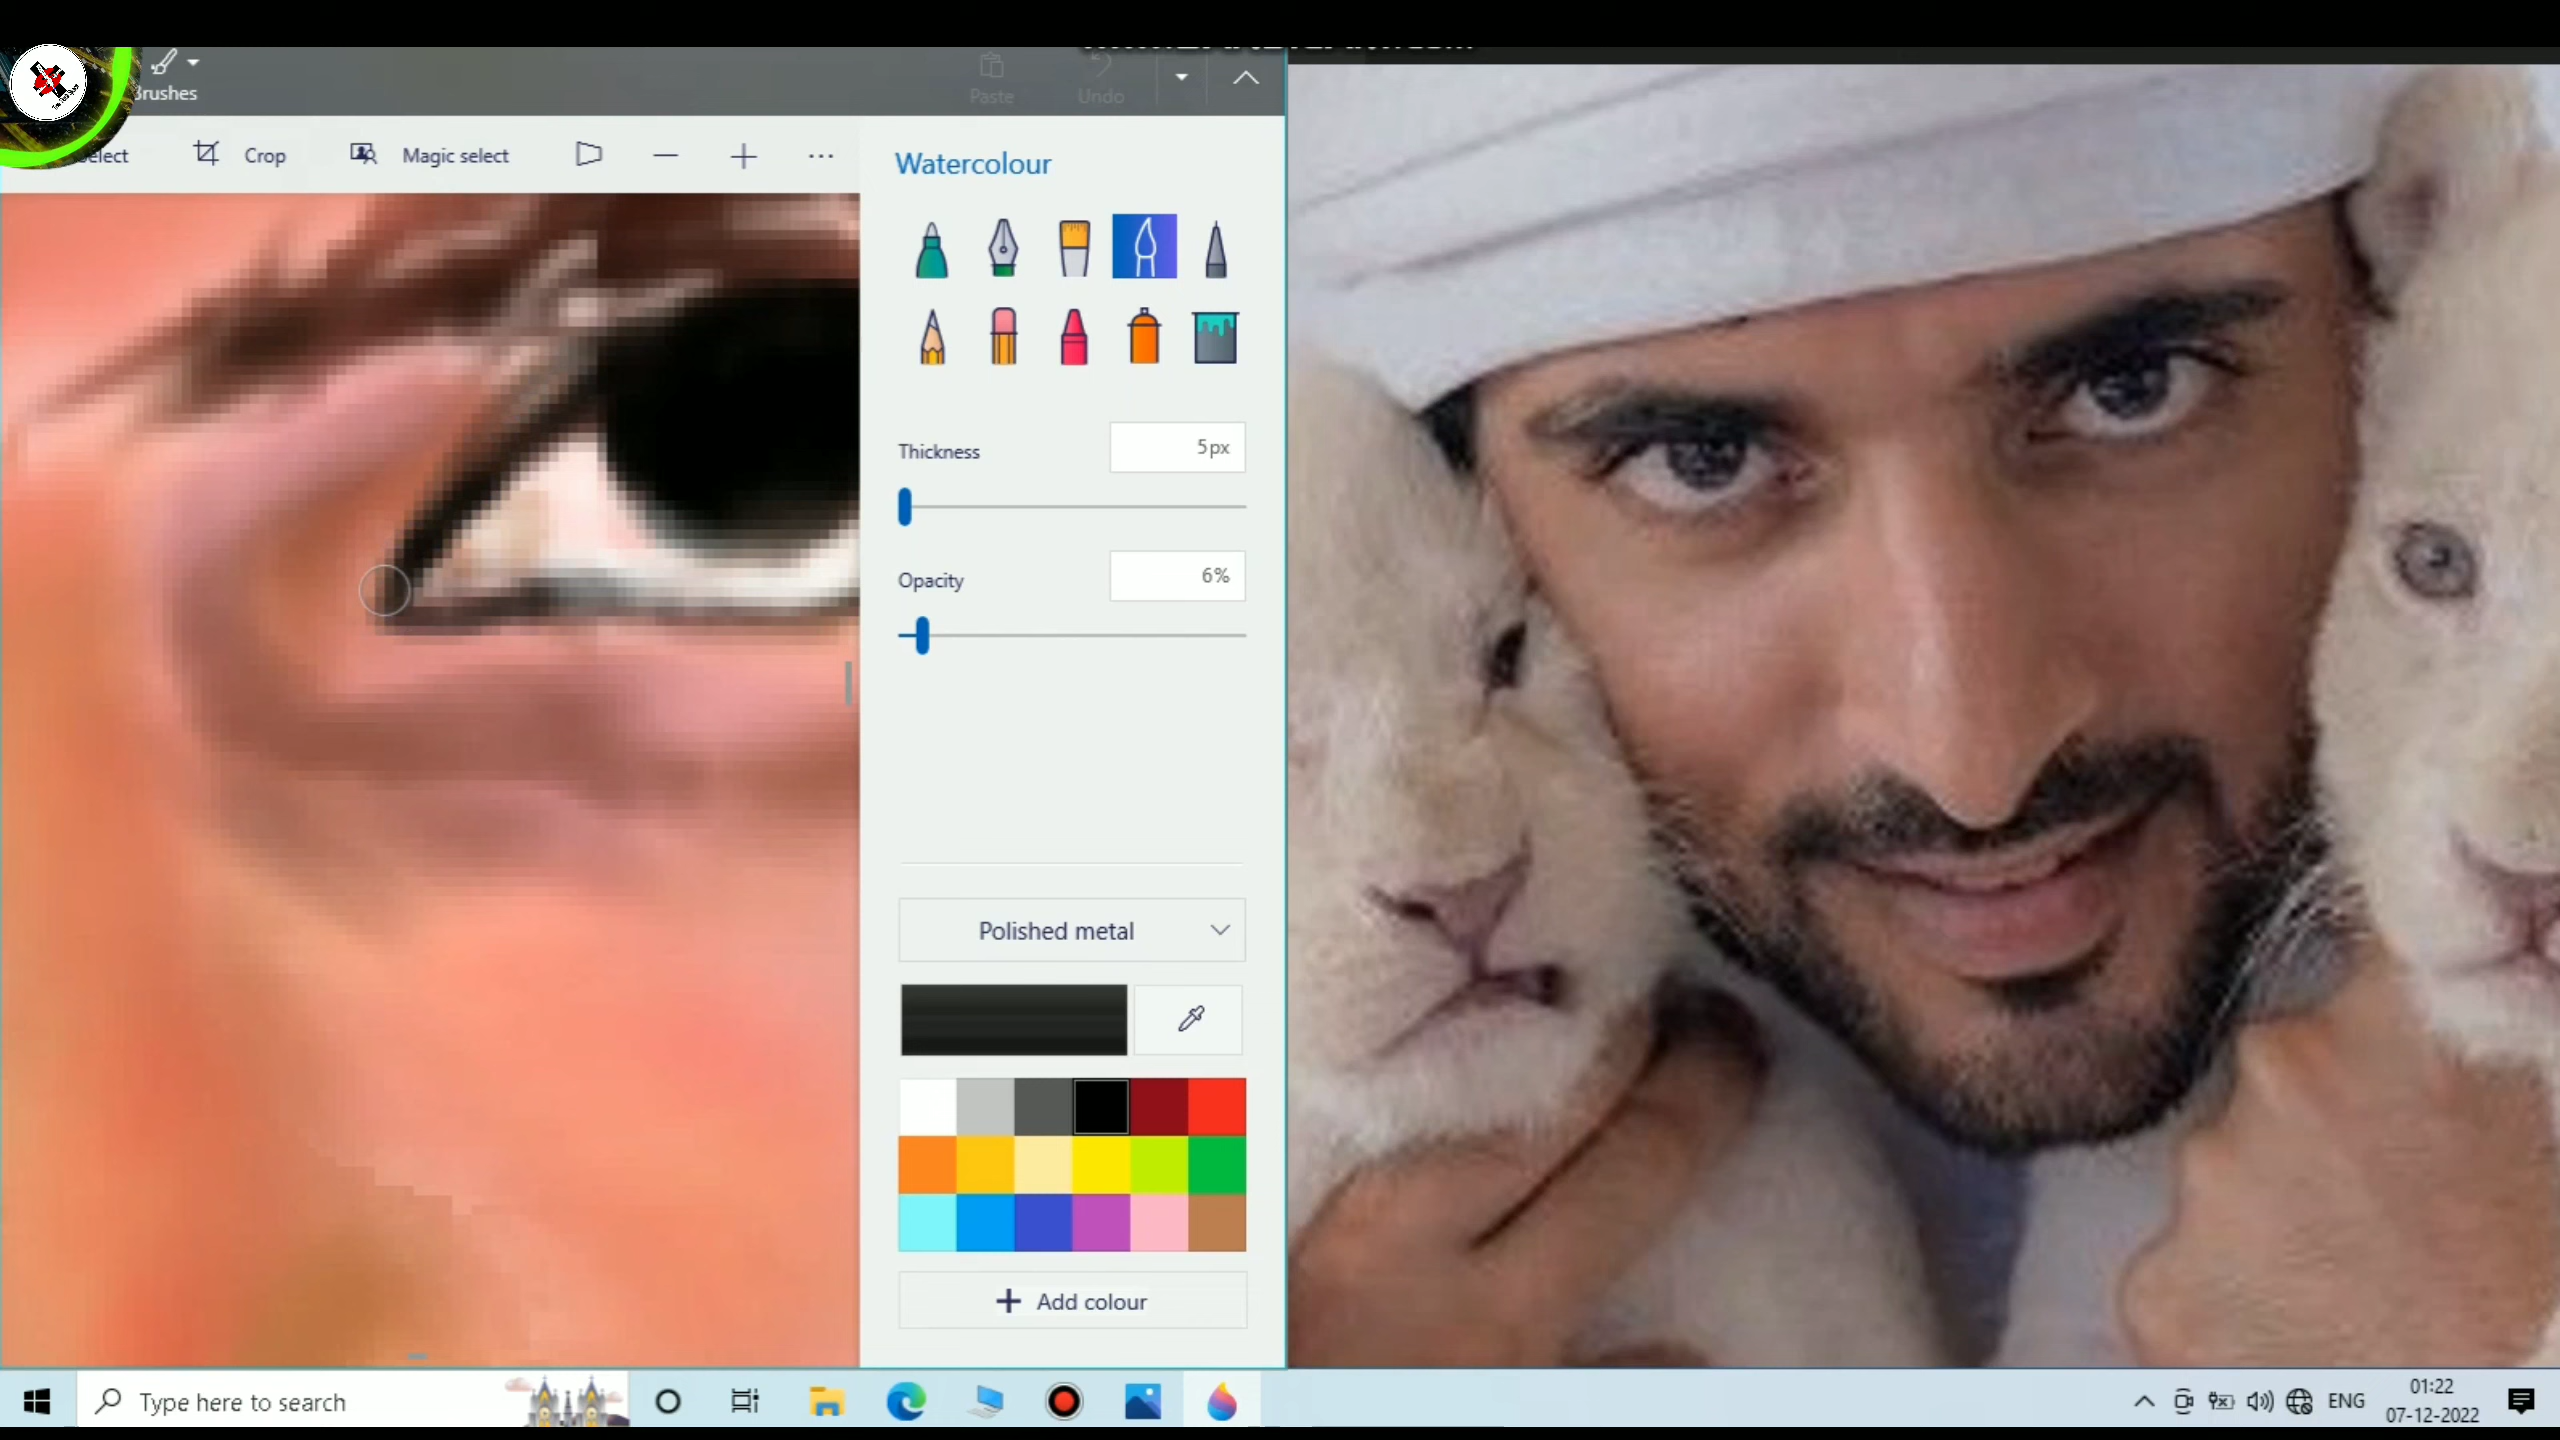 Brushes
Paste
Undo
Select
Crop
Magic select
Watercolour
Thickness
5px
Opacity
6%
Polished metal
Add colour
Type here to search
ENG
01:22
07-12-2022